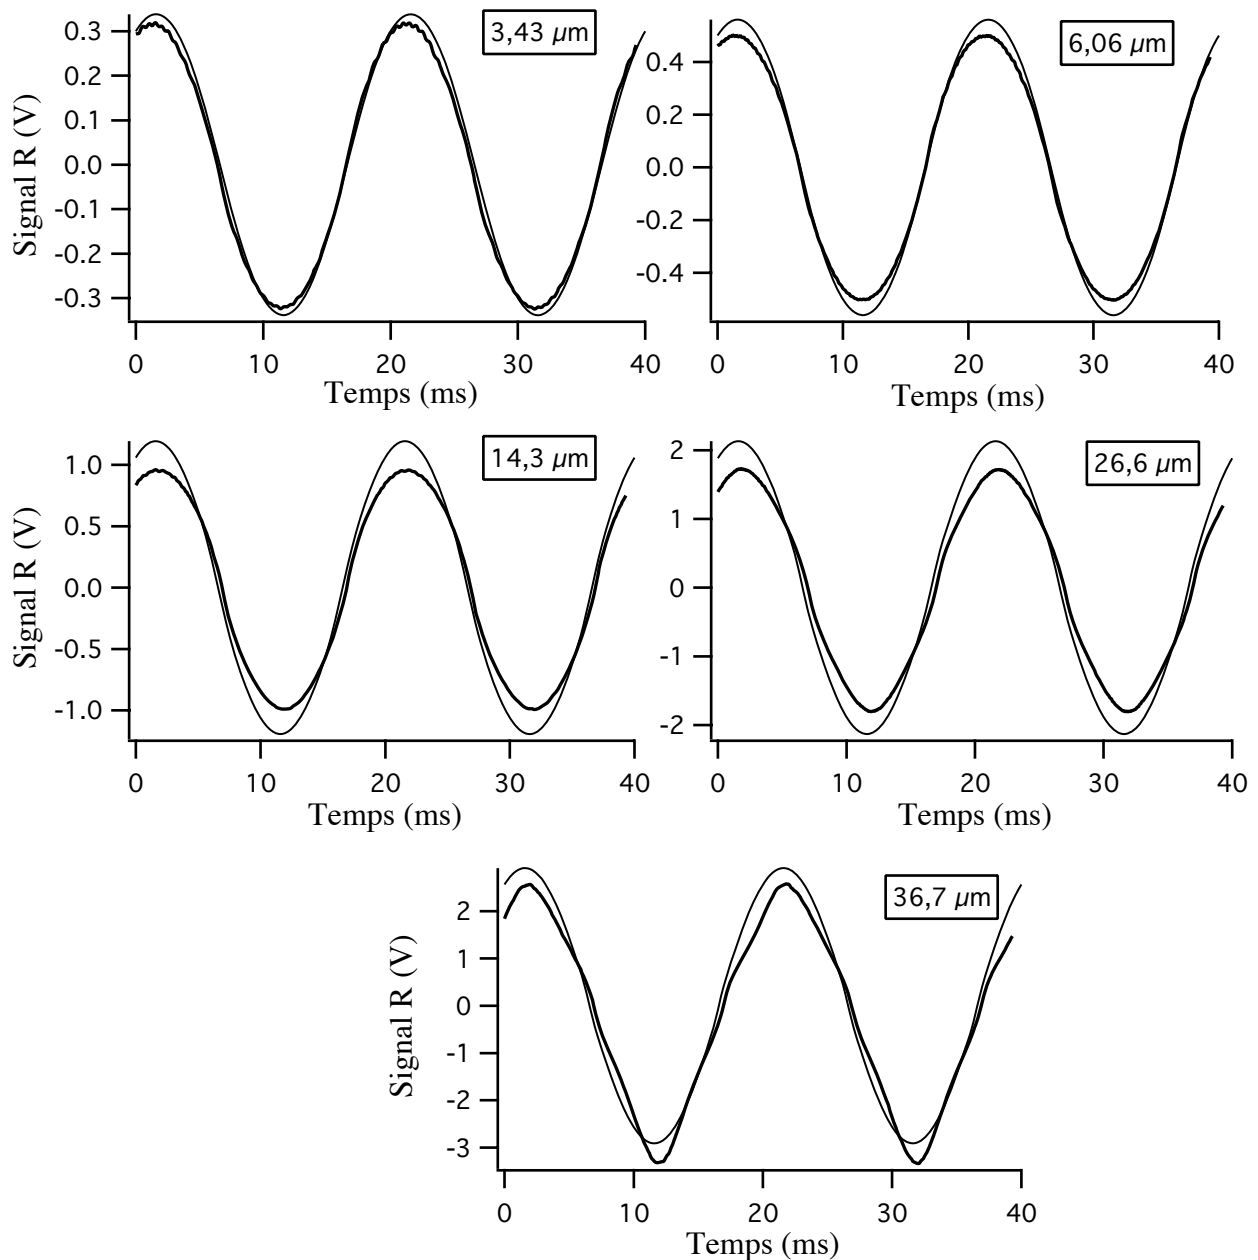 3,43 µm
Signal R (V)
0.3
0.2
0.1
0.0
-0.1
-0.2
-0.3
0 10 20 30 40
Temps (ms)
6,06 µm
0.4
0.2
0.0
-0.2
-0.4
0 10 20 30 40
Temps (ms)
14,3 µm
Signal R (V)
1.0
0.5
0.0
-0.5
-1.0
0 10 20 30 40
Temps (ms)
26,6 µm
2
1
0
-1
-2
0 10 20 30 40
Temps (ms)
36,7 µm
Signal R (V)
2
1
0
-1
-2
-3
0 10 20 30 40
Temps (ms)